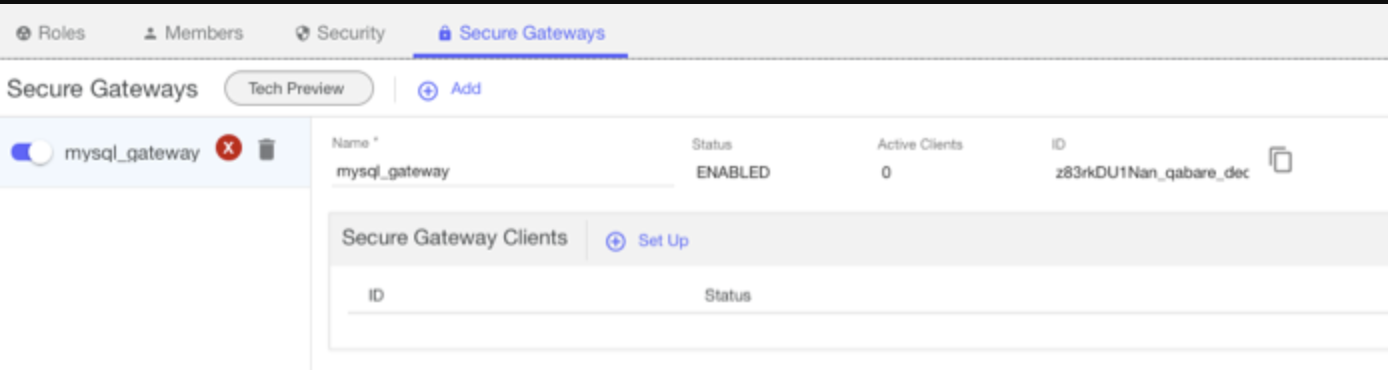 Roles Members Security Secure Gateways
Secure Gateways Tech Preview Add
mysql_gateway X
Name * Status Active Clients ID
mysql_gateway ENABLED 0 z83rkDU1Nan_qabare_dec
Secure Gateway Clients Set Up
ID Status